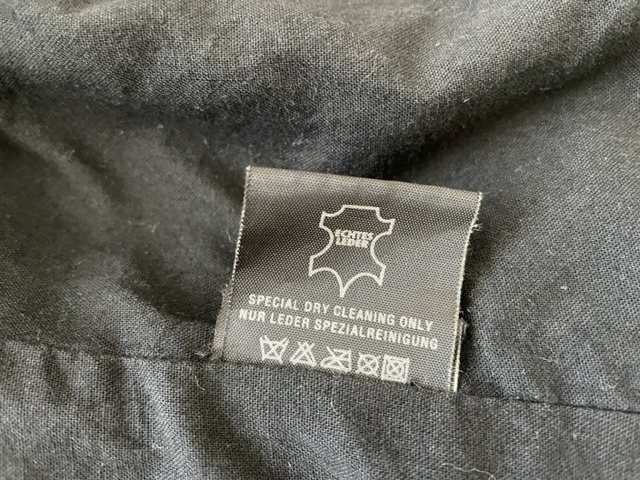 ECHTES
LEDER
SPECIAL DRY CLEANING ONLY
NUR LEDER SPEZIALREINIGUNG